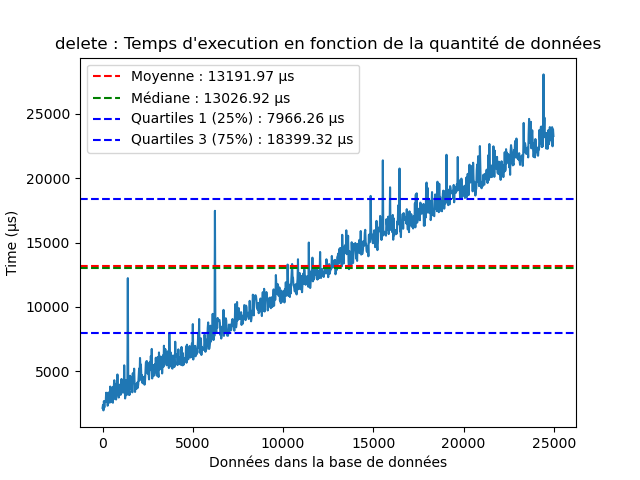 delete : Temps d'execution en fonction de la quantité de données
Moyenne : 13191.97 µs
Médiane : 13026.92 µs
Quartiles 1 (25%) : 7966.26 µs
Quartiles 3 (75%) : 18399.32 µs
Time (µs)
25000
20000
15000
10000
5000
0 5000 10000 15000 20000 25000
Données dans la base de données